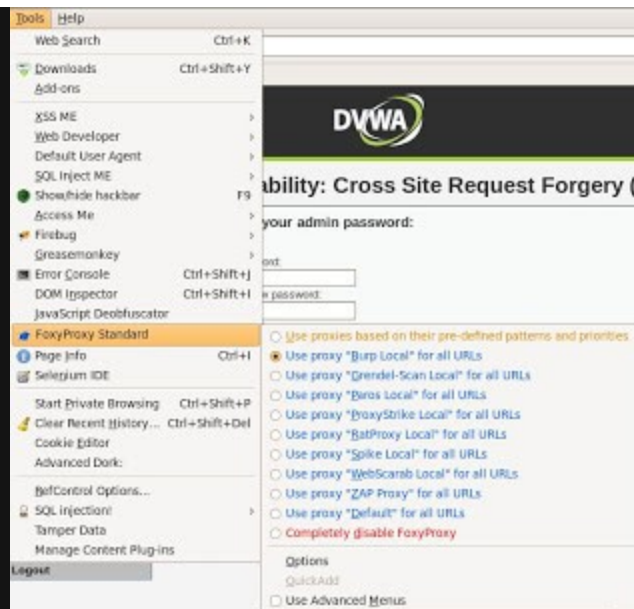 Tools Help
Web Search Ctrl+K
Downloads Ctrl+Shift+Y
Add-ons
XSS ME
Web Developer
Default User Agent
SQL Inject ME
Show/hide hackbar F9
Access Me
Firebug
Greasemonkey
Error Console Ctrl+Shift+J
DOM Inspector Ctrl+Shift+I
JavaScript Deobfuscator
FoxyProxy Standard
Page Info Ctrl+I
Selenium IDE
Start Private Browsing Ctrl+Shift+P
Clear Recent History... Ctrl+Shift+Del
Cookie Editor
Advanced Dork:
RefControl Options...
SQL injection!
Tamper Data
Manage Content Plug-ins
Logout
DVWA
ability: Cross Site Request Forgery (
your admin password:
ord:
w password:
Use proxies based on their pre-defined patterns and priorities
Use proxy "Burp Local" for all URLs
Use proxy "Grendel-Scan Local" for all URLs
Use proxy "Paros Local" for all URLs
Use proxy "ProxyStrike Local" for all URLs
Use proxy "RatProxy Local" for all URLs
Use proxy "Spike Local" for all URLs
Use proxy "WebScarab Local" for all URLs
Use proxy "ZAP Proxy" for all URLs
Use proxy "Default" for all URLs
Completely disable FoxyProxy
Options
QuickAdd
Use Advanced Menus